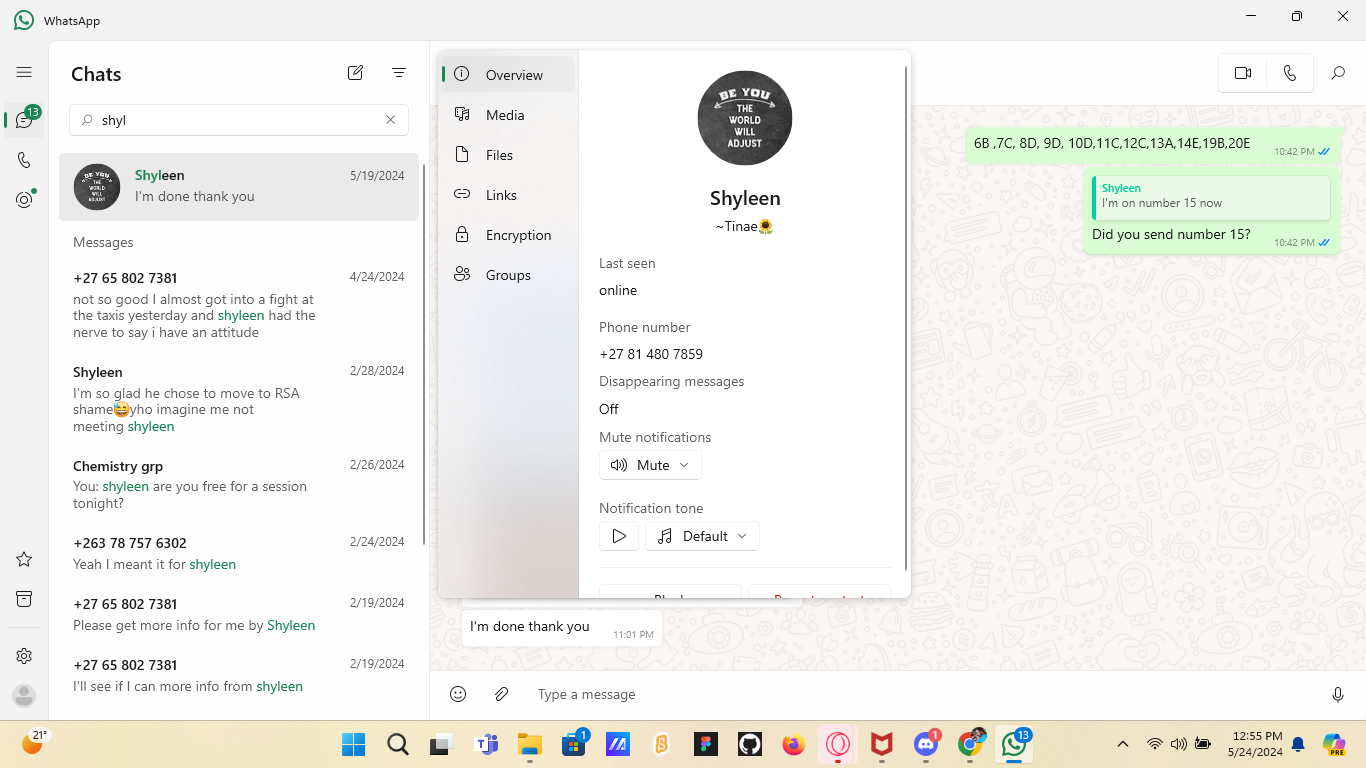 WhatsApp
Chats
13
shyl
Shyleen
5/19/2024
I'm done thank you
Messages
+27 65 802 7381
4/24/2024
not so good I almost got into a fight at
the taxis yesterday and shyleen had the
nerve to say i have an attitude
Shyleen
2/28/2024
I'm so glad he chose to move to RSA
shame😅yho imagine me not
meeting shyleen
Chemistry grp
2/26/2024
You: shyleen are you free for a session
tonight?
+263 78 757 6302
2/24/2024
Yeah I meant it for shyleen
+27 65 802 7381
2/19/2024
Please get more info for me by Shyleen
+27 65 802 7381
2/19/2024
I'll see if I can more info from shyleen
Overview
Media
Files
Links
Encryption
Groups
BE YOU
THE
WORLD
WILL
ADJUST
Shyleen
~Tinae🌻
Last seen
online
Phone number
+27 81 480 7859
Disappearing messages
Off
Mute notifications
Mute
Notification tone
Default
6B ,7C, 8D, 9D, 10D,11C,12C,13A,14E,19B,20E
10:42 PM
Shyleen
I'm on number 15 now
Did you send number 15?
10:42 PM
I'm done thank you
11:01 PM
Type a message
21°
1
1
13
12:55 PM
5/24/2024
PRE